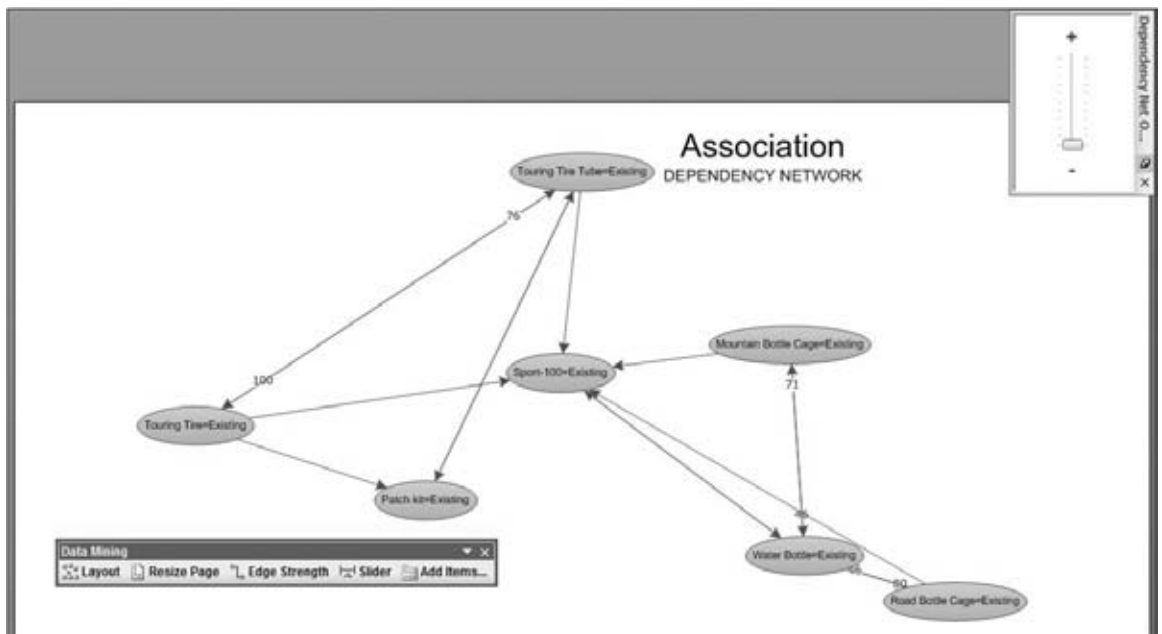 Dependency Net O...
+
-
Association
DEPENDENCY NETWORK
Touring Tire Tube=Existing
76
Mountain Bottle Cage=Existing
Sport-100=Existing
71
100
Touring Tire=Existing
Patch kit=Existing
Water Bottle=Existing
Road Bottle Cage=Existing
Data Mining
Layout Resize Page Edge Strength Slider Add Items...